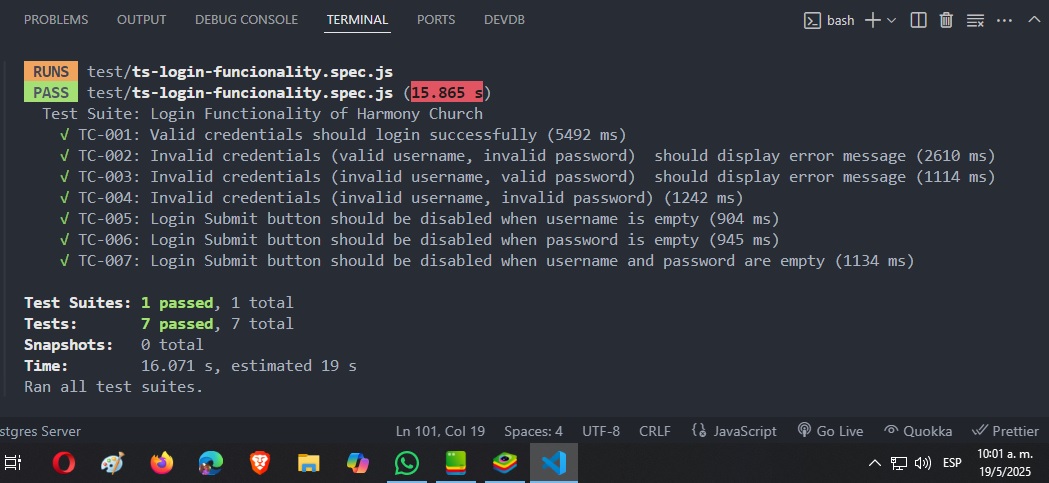 PROBLEMS OUTPUT DEBUG CONSOLE TERMINAL PORTS DEVDB bash
RUNS test/ts-login-funcionality.spec.js
PASS test/ts-login-funcionality.spec.js (15.865 s)
Test Suite: Login Functionality of Harmony Church
√ TC-001: Valid credentials should login successfully (5492 ms)
√ TC-002: Invalid credentials (valid username, invalid password)  should display error message (2610 ms)
√ TC-003: Invalid credentials (invalid username, valid password)  should display error message (1114 ms)
√ TC-004: Invalid credentials (invalid username, invalid password) (1242 ms)
√ TC-005: Login Submit button should be disabled when username is empty (904 ms)
√ TC-006: Login Submit button should be disabled when password is empty (945 ms)
√ TC-007: Login Submit button should be disabled when username and password are empty (1134 ms)
Test Suites: 1 passed, 1 total
Tests: 7 passed, 7 total
Snapshots: 0 total
Time: 16.071 s, estimated 19 s
Ran all test suites.
stgres Server Ln 101, Col 19 Spaces: 4 UTF-8 CRLF JavaScript Go Live Quokka Prettier
ESP 10:01 a. m.
19/5/2025